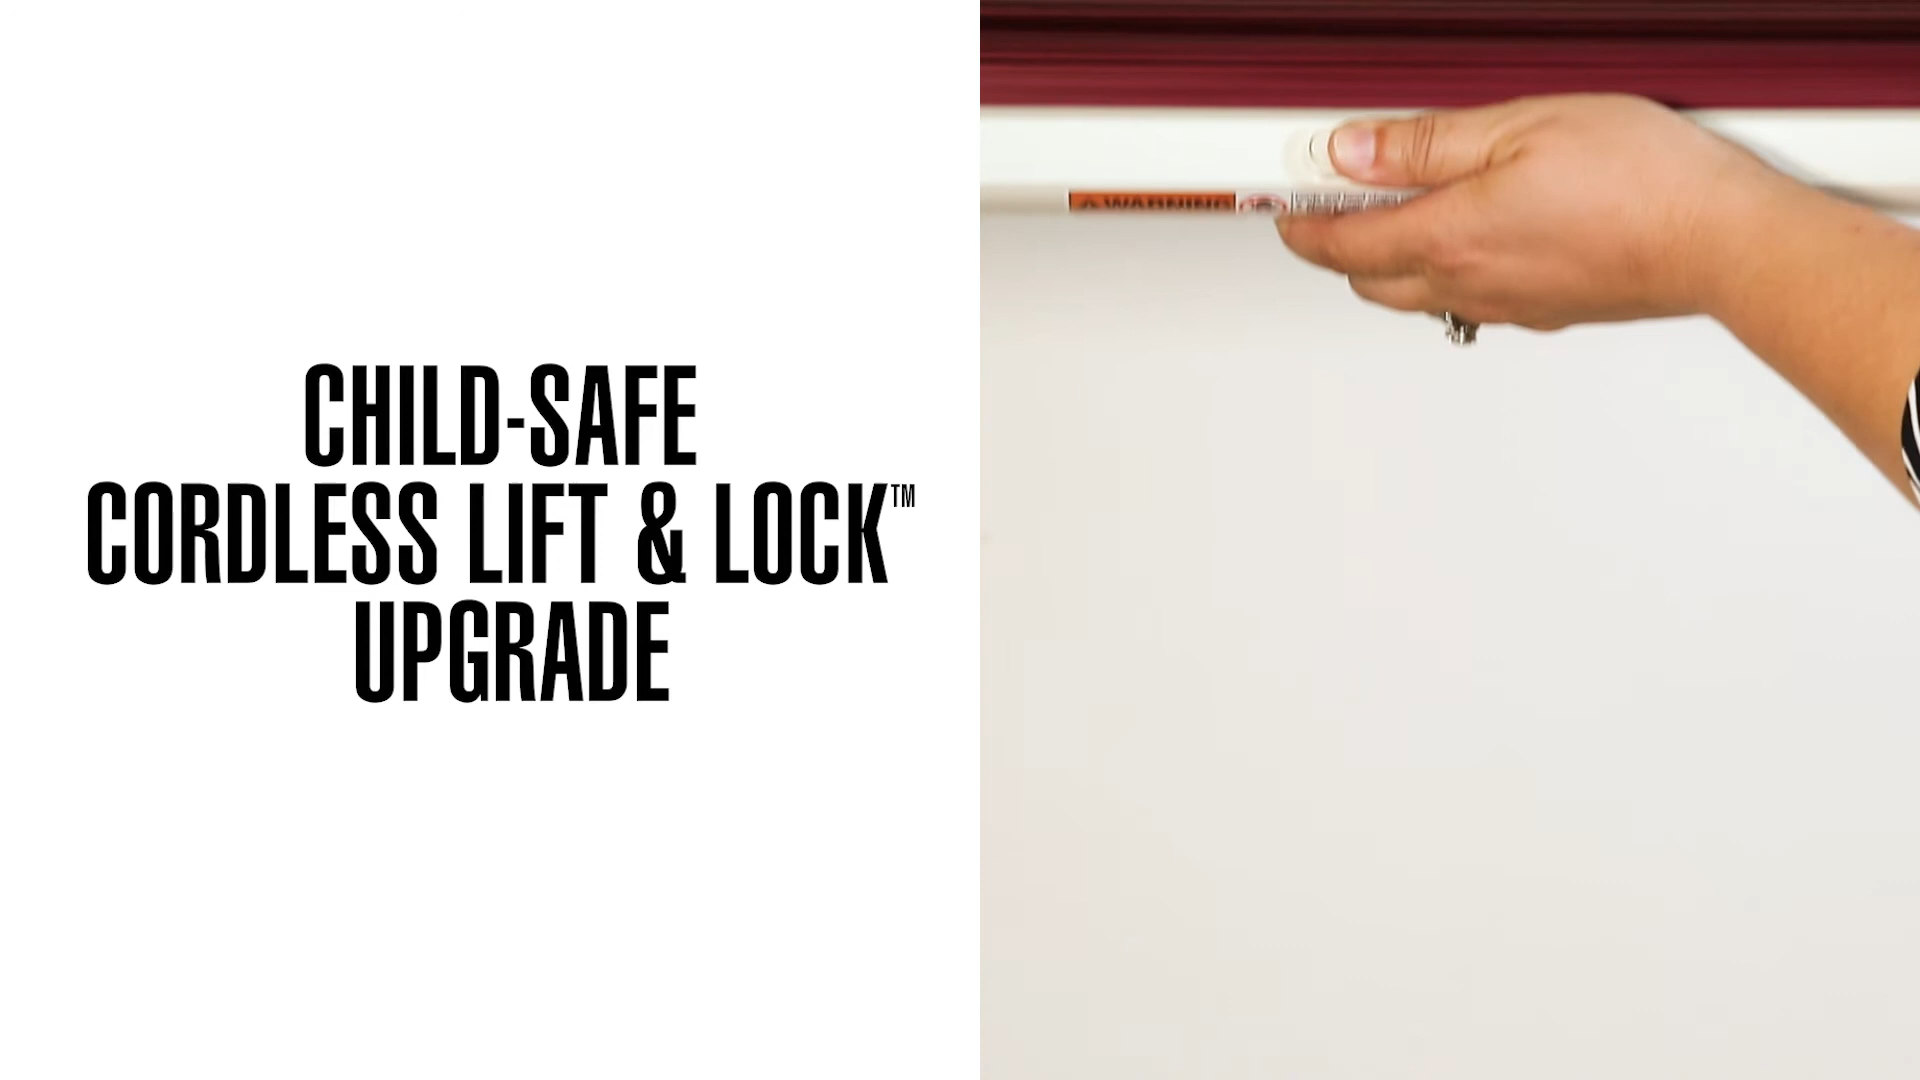 CHILD-SAFE
CORDLESS LIFT & LOCK™
UPGRADE
WARNING